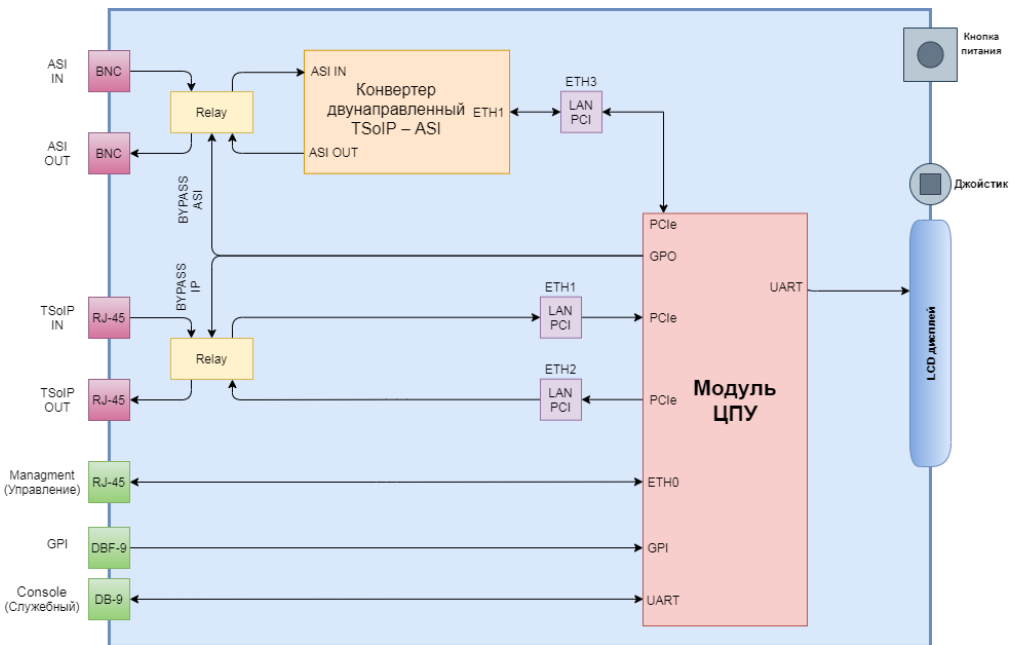 ASI
IN
BNC
Relay
ASI IN
Конвертер
двунаправленный
TSoIP – ASI
ETH1
ASI OUT
ETH3
LAN
PCI
Кнопка
питания
ASI
OUT
BNC
BYPASS
ASI
Джойстик
PCIe
GPO
UART
BYPASS
IP
TSoIP
IN
RJ-45
Relay
ETH1
LAN
PCI
PCIe
LCD дисплей
TSoIP
OUT
RJ-45
ETH2
LAN
PCI
PCIe
Модуль
ЦПУ
Managment
(Управление)
RJ-45
ETH0
GPI
DBF-9
GPI
Console
(Служебный)
DB-9
UART